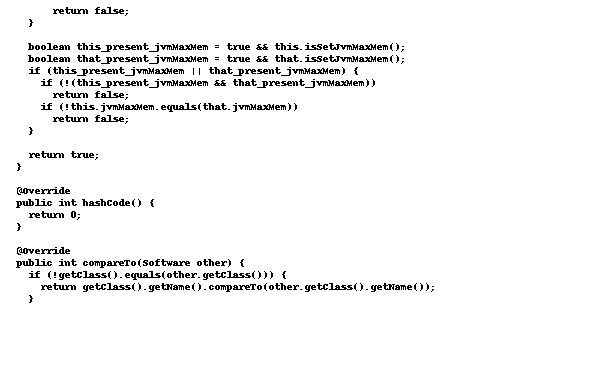 return false;
}
boolean this_present_jvmMaxMem = true && this.isSetJvmMaxMem();
boolean that_present_jvmMaxMem = true && that.isSetJvmMaxMem();
if (this_present_jvmMaxMem || that_present_jvmMaxMem) {
if (!(this_present_jvmMaxMem && that_present_jvmMaxMem))
return false;
if (!this.jvmMaxMem.equals(that.jvmMaxMem))
return false;
}
return true;
}
@Override
public int hashCode() {
return 0;
}
@Override
public int compareTo(Software other) {
if (!getClass().equals(other.getClass())) {
return getClass().getName().compareTo(other.getClass().getName());
}